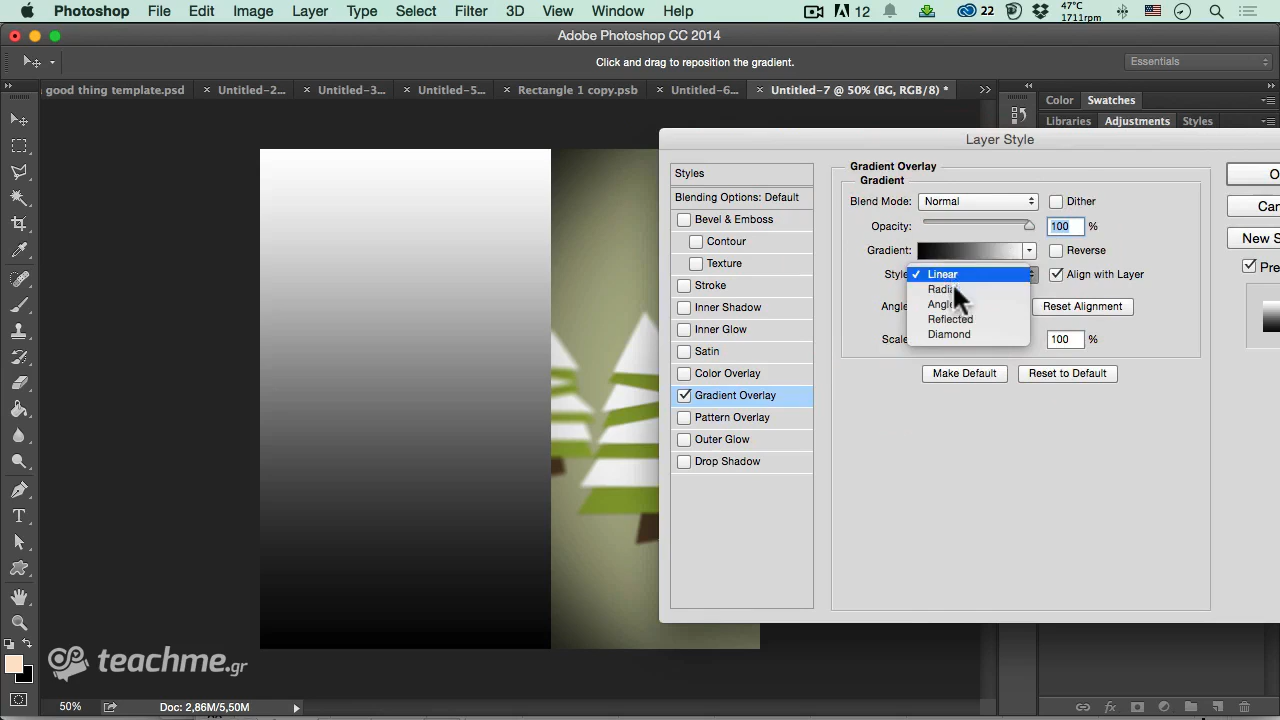 Photoshop File Edit Image Layer Type Select Filter 3D View Window Help 12 22 47°C 1711rpm
Adobe Photoshop CC 2014
Click and drag to reposition the gradient. Essentials
good thing template.psd × Untitled-2... × Untitled-3... × Untitled-5... × Rectangle 1 copy.psd × Untitled-6... × Untitled-7 @ 50% (BG, RGB/8) *
Color Swatches
Libraries Adjustments Styles
Layer Style
Styles
Blending Options: Default
Bevel & Emboss
Contour
Texture
Stroke
Inner Shadow
Inner Glow
Satin
Color Overlay
Gradient Overlay
Pattern Overlay
Outer Glow
Drop Shadow
Gradient Overlay
Gradient
Blend Mode: Normal Dither
Opacity: 100 %
Gradient: Reverse
Style Linear Align with Layer
Radial
Angle
Reflected
Diamond
Angle Reset Alignment
Scale 100 %
Make Default Reset to Default
O
Can
New S
Pre
teachme.gr
50% Doc: 2,86M/5,50M